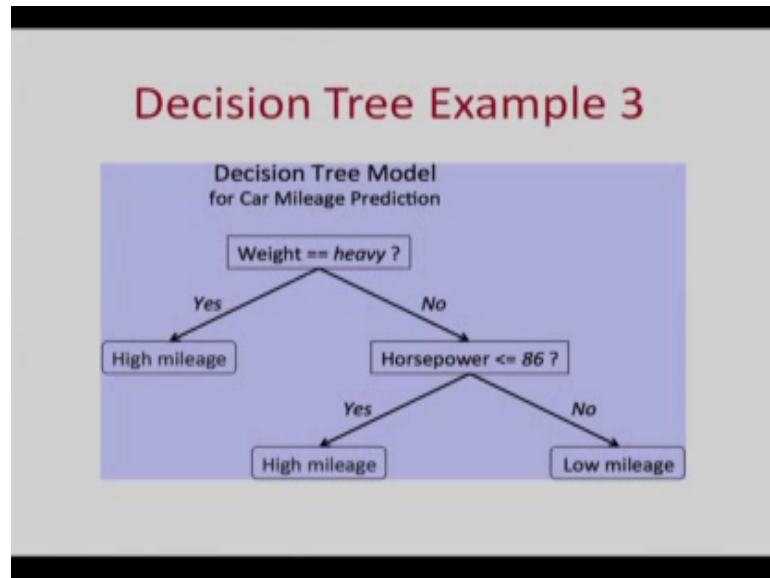 Decision Tree Example 3
Decision Tree Model
for Car Mileage Prediction
Weight == heavy ?
Yes
No
High mileage
Horsepower <= 86 ?
Yes
No
High mileage
Low mileage